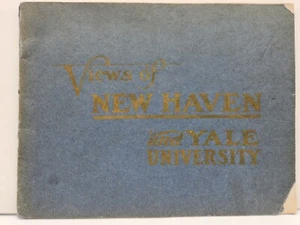 Views of
NEW HAVEN
and YALE
UNIVERSITY